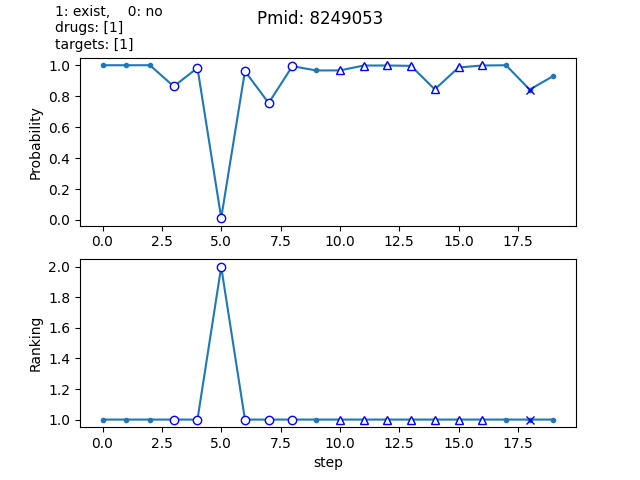 1: exist,    0: no
drugs: [1]
targets: [1]
Pmid: 8249053
1.0
0.8
0.6
0.4
0.2
0.0
Probability
0.0 2.5 5.0 7.5 10.0 12.5 15.0 17.5
2.0
1.8
1.6
1.4
1.2
1.0
Ranking
0.0 2.5 5.0 7.5 10.0 12.5 15.0 17.5
step